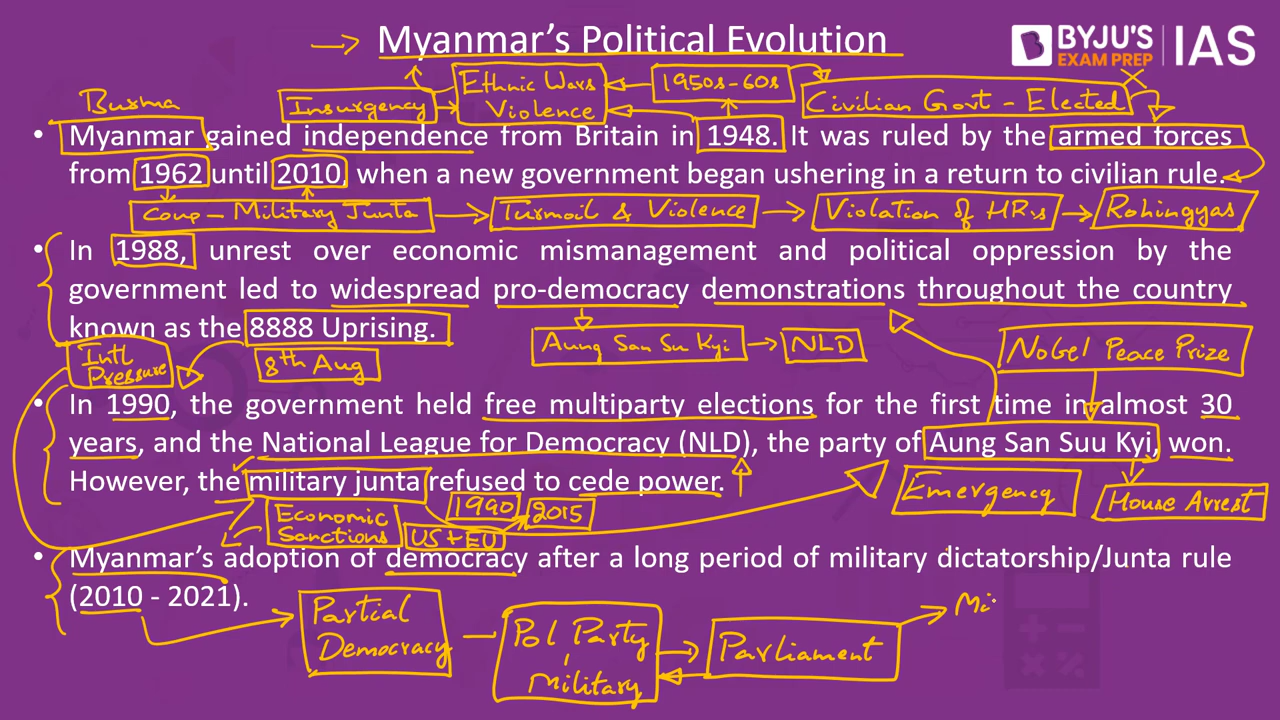 → Myanmar's Political Evolution
BYJU'S
EXAM PREP
IAS
Burma
Insurgency
Ethnic Wars
Violence
1950s-60s
Civilian Govt - Elected
• Myanmar gained independence from Britain in 1948. It was ruled by the armed forces
from 1962 until 2010, when a new government began ushering in a return to civilian rule.
Coup - Military Junta → Turmoil & Violence → Violation of HRs → Rohingyas
• In 1988, unrest over economic mismanagement and political oppression by the
government led to widespread pro-democracy demonstrations throughout the country
known as the 8888 Uprising.
Aung San Su Kyi → NLD
Nobel Peace Prize
Intl
Pressure
8th Aug
• In 1990, the government held free multiparty elections for the first time in almost 30
years, and the National League for Democracy (NLD), the party of Aung San Suu Kyi, won.
However, the military junta refused to cede power.
Emergency
House Arrest
1990
2015
Economic
Sanctions
US+EU
• Myanmar's adoption of democracy after a long period of military dictatorship/Junta rule
(2010 - 2021).
Partial
Democracy
Pol Party
Military
Parliament
Mi